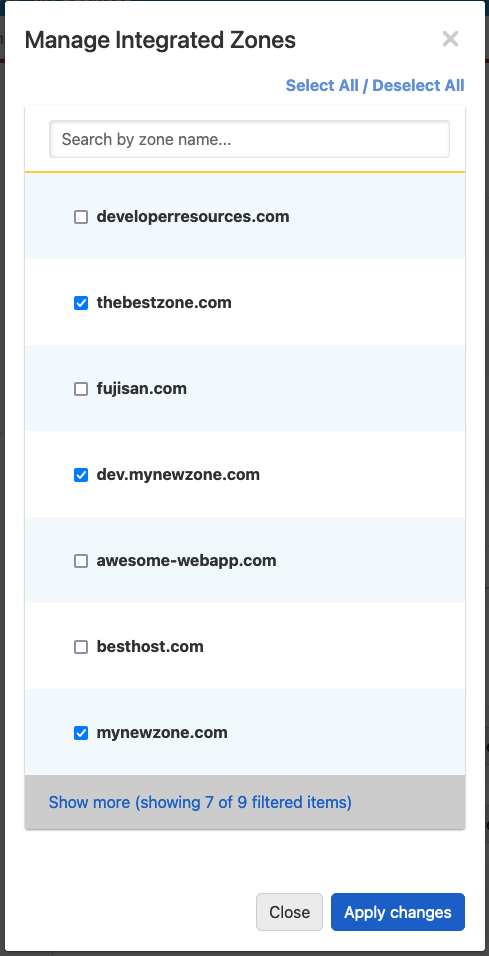 Manage Integrated Zones
Select All / Deselect All
Search by zone name...
developerresources.com
thebestzone.com
fujisan.com
dev.mynewzone.com
awesome-webapp.com
besthost.com
mynewzone.com
Show more (showing 7 of 9 filtered items)
Close
Apply changes